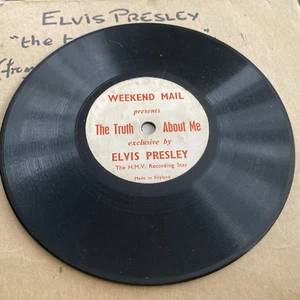 ELVIS PRESLEY
"the
(from
WEEKEND MAIL
presents
The Truth About Me
exclusive by
ELVIS PRESLEY
The H.M.V. Recording Star
Made in England